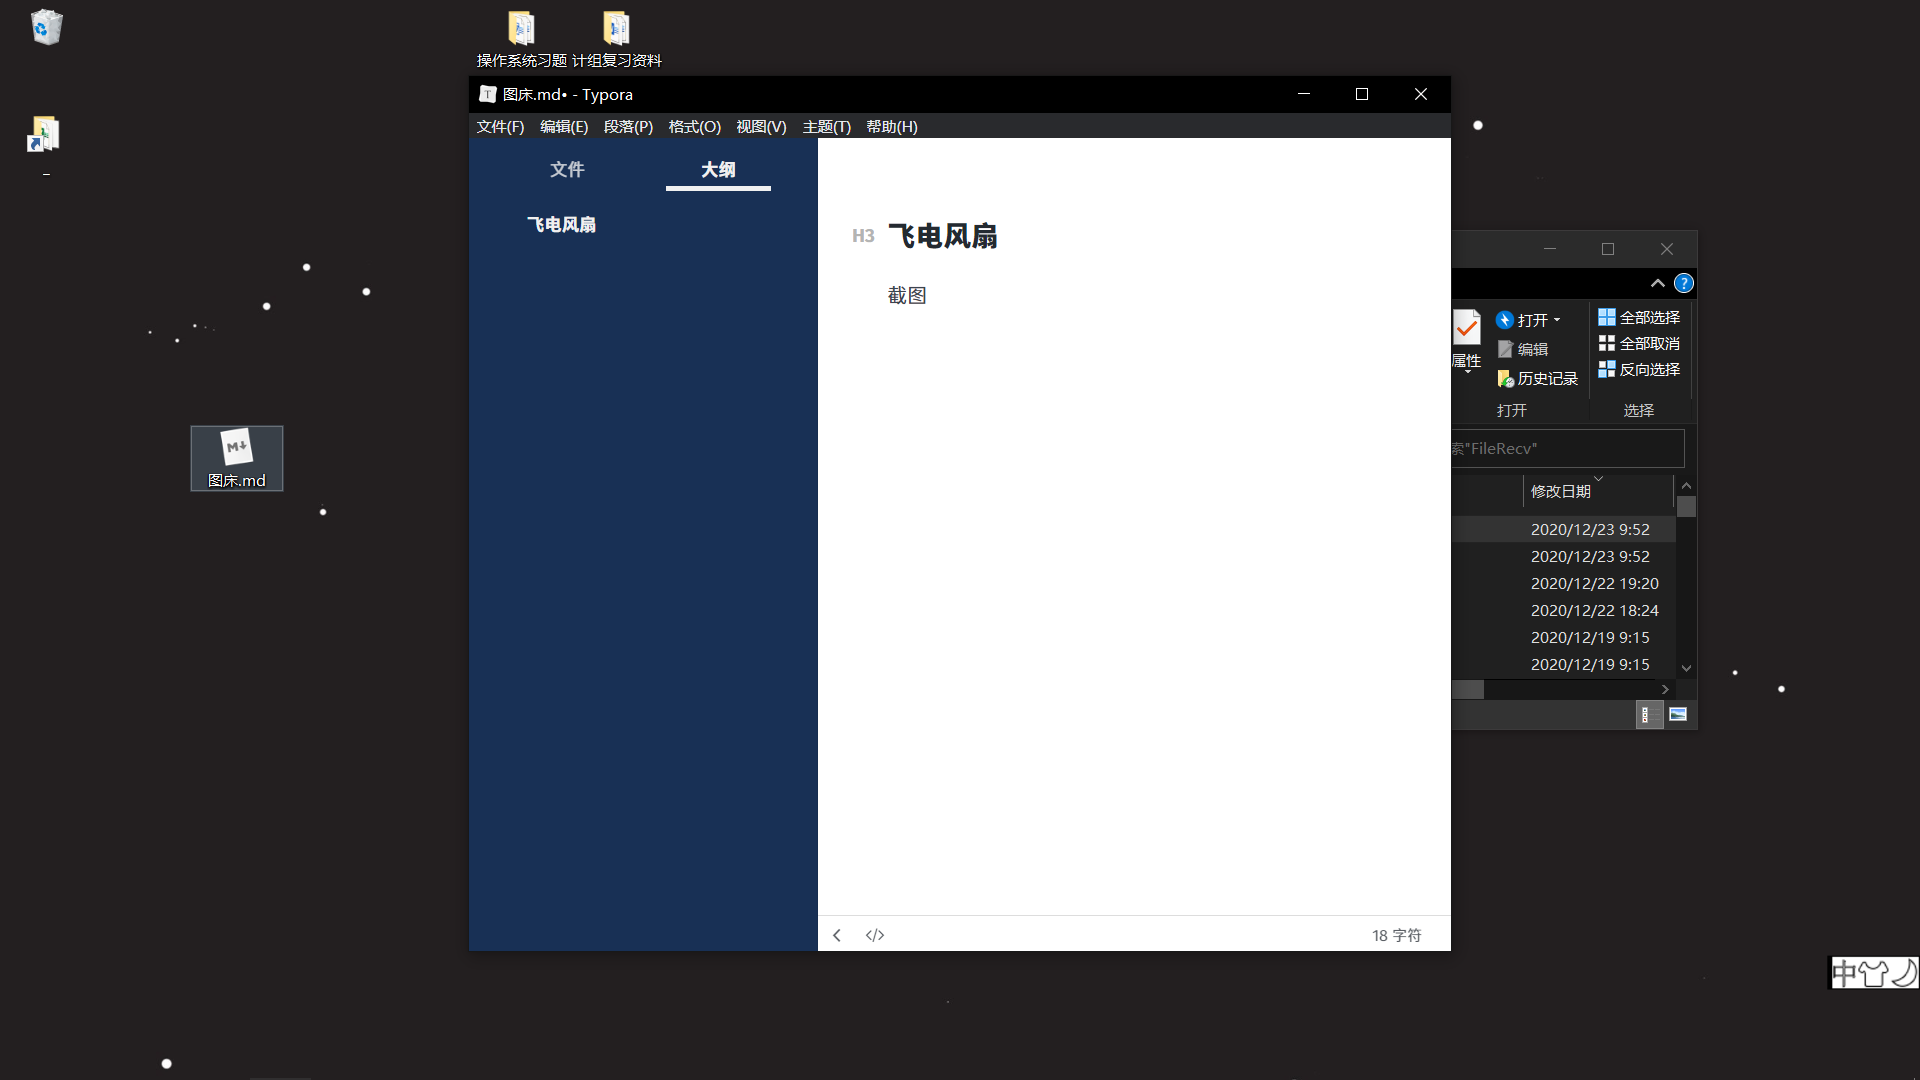 操作系统习题
计组复习资料
_
图床.md
图床.md• - Typora
文件(F) 编辑(E) 段落(P) 格式(O) 视图(V) 主题(T) 帮助(H)
文件 大纲
飞电风扇
H3 飞电风扇
截图
18 字符
属性
打开
编辑
历史记录
打开
全部选择
全部取消
反向选择
选择
索"FileRecv"
修改日期
2020/12/23 9:52
2020/12/23 9:52
2020/12/22 19:20
2020/12/22 18:24
2020/12/19 9:15
2020/12/19 9:15
中